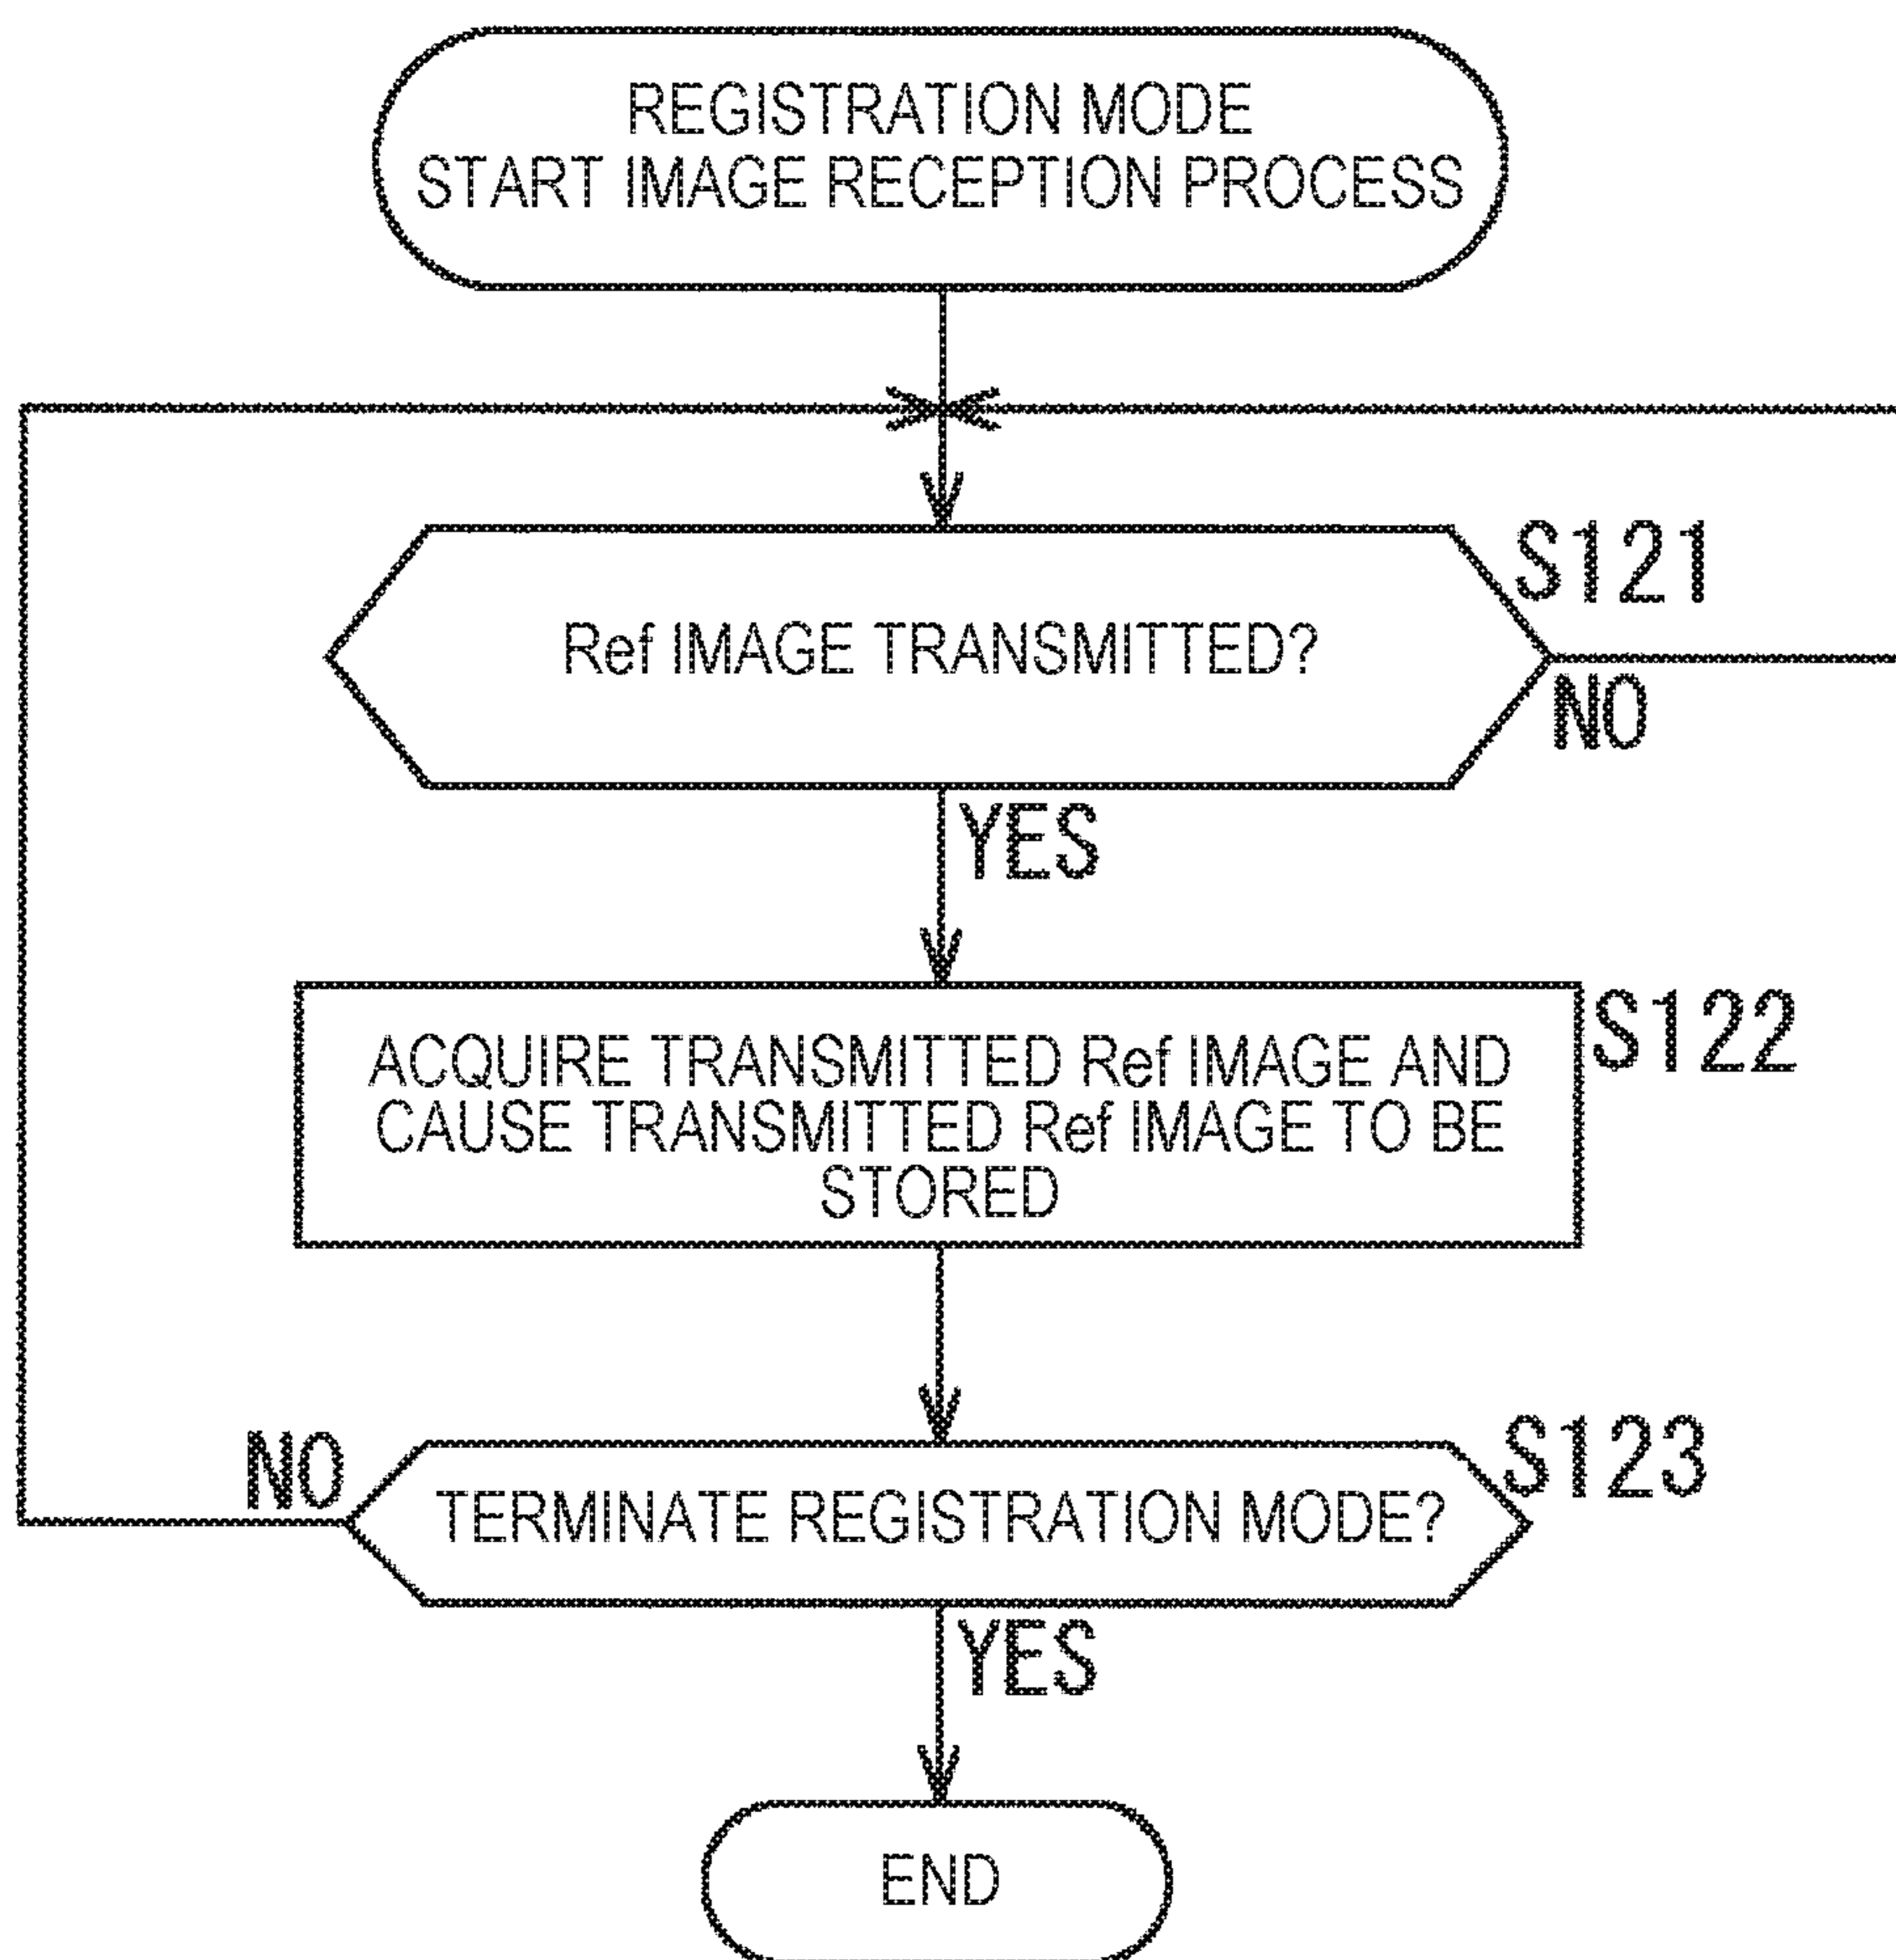 REGISTRATION MODE
START IMAGE RECEPTION PROCESS
S121
Ref IMAGE TRANSMITTED?
NO
YES
S122
ACQUIRE TRANSMITTED Ref IMAGE AND
CAUSE TRANSMITTED Ref IMAGE TO BE
STORED
NO
S123
TERMINATE REGISTRATION MODE?
YES
END